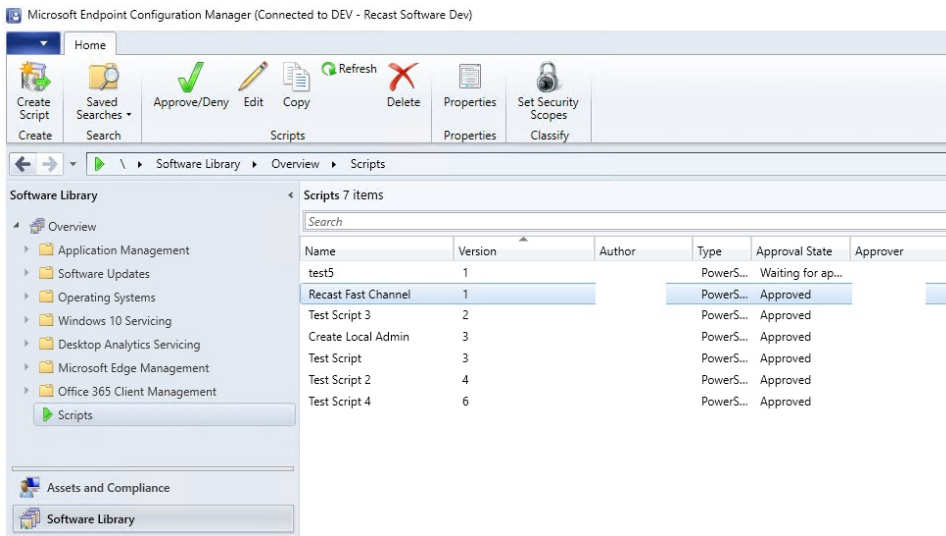 Microsoft Endpoint Configuration Manager (Connected to DEV - Recast Software Dev)
Home
Create Script
Saved Searches
Approve/Deny
Edit
Copy
Refresh
Delete
Properties
Set Security Scopes
Create
Search
Scripts
Properties
Classify
\ Software Library Overview Scripts
Software Library
Overview
Application Management
Software Updates
Operating Systems
Windows 10 Servicing
Desktop Analytics Servicing
Microsoft Edge Management
Office 365 Client Management
Scripts
Assets and Compliance
Software Library
Scripts 7 items
Search
Name Version Author Type Approval State Approver
test5 1 PowerS... Waiting for ap...
Recast Fast Channel 1 PowerS... Approved
Test Script 3 2 PowerS... Approved
Create Local Admin 3 PowerS... Approved
Test Script 3 PowerS... Approved
Test Script 2 4 PowerS... Approved
Test Script 4 6 PowerS... Approved